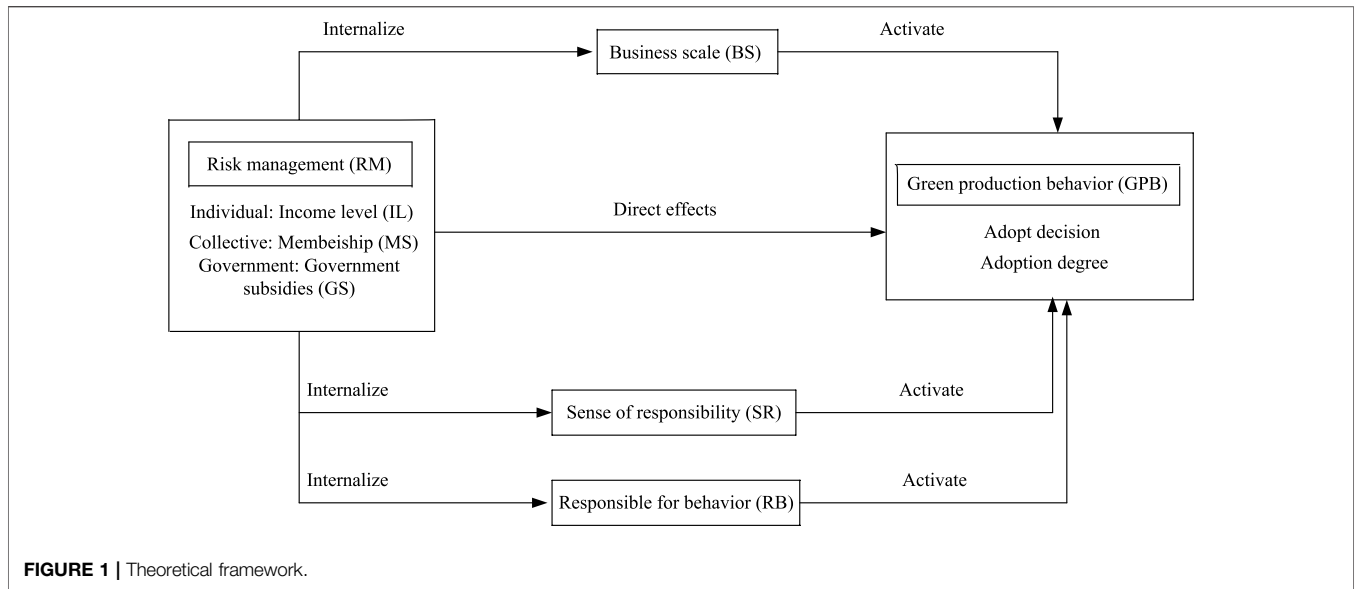 Internalize
Business scale (BS)
Activate
Risk management (RM)
Individual: Income level (IL)
Collective: Membeiship (MS)
Government: Government
subsidies (GS)
Direct effects
Green production behavior (GPB)
Adopt decision
Adoption degree
Internalize
Sense of responsibility (SR)
Activate
Internalize
Responsible for behavior (RB)
Activate
FIGURE 1 | Theoretical framework.